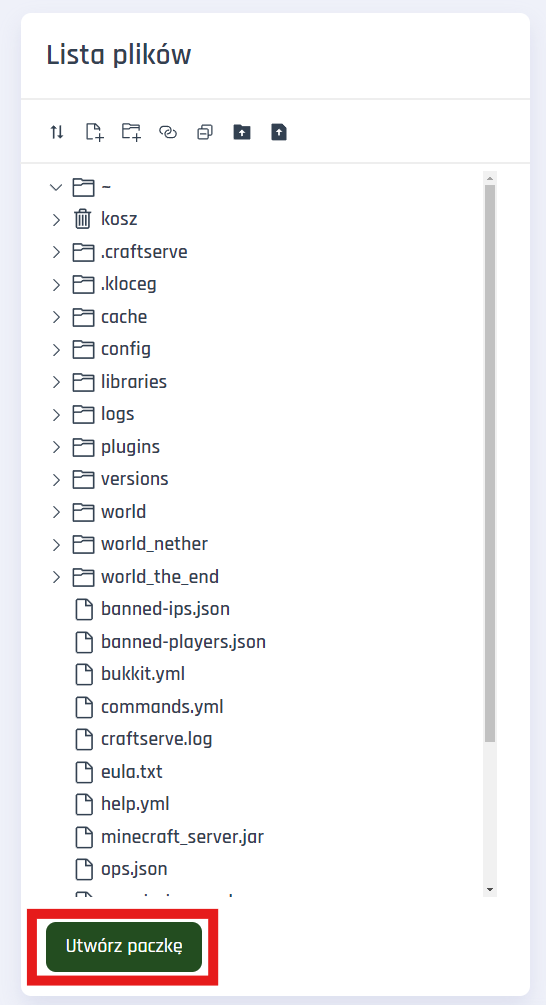 Lista plików
~
kosz
.craftserve
.kloceg
cache
config
libraries
logs
plugins
versions
world
world_nether
world_the_end
banned-ips.json
banned-players.json
bukkit.yml
commands.yml
craftserve.log
eula.txt
help.yml
minecraft_server.jar
ops.json
Utwórz paczkę